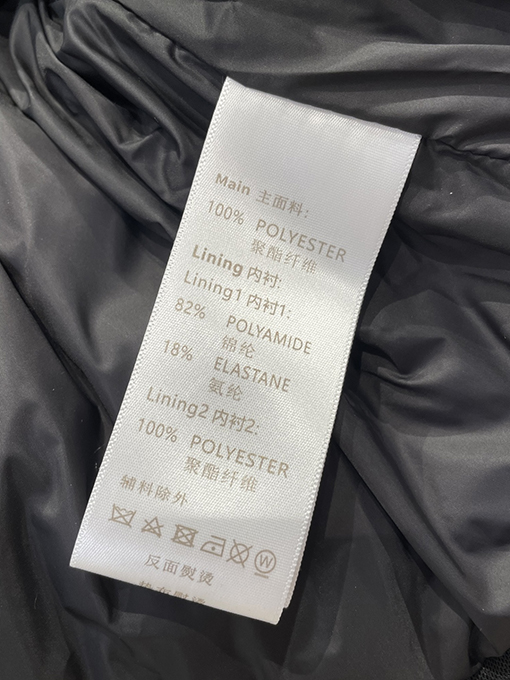 Main 主面料:
100% POLYESTER
聚酯纤维
Lining 内衬:
Lining1 内衬1:
82% POLYAMIDE
锦纶
18% ELASTANE
氨纶
Lining2 内衬2:
100% POLYESTER
聚酯纤维
辅料除外
W
反面熨烫